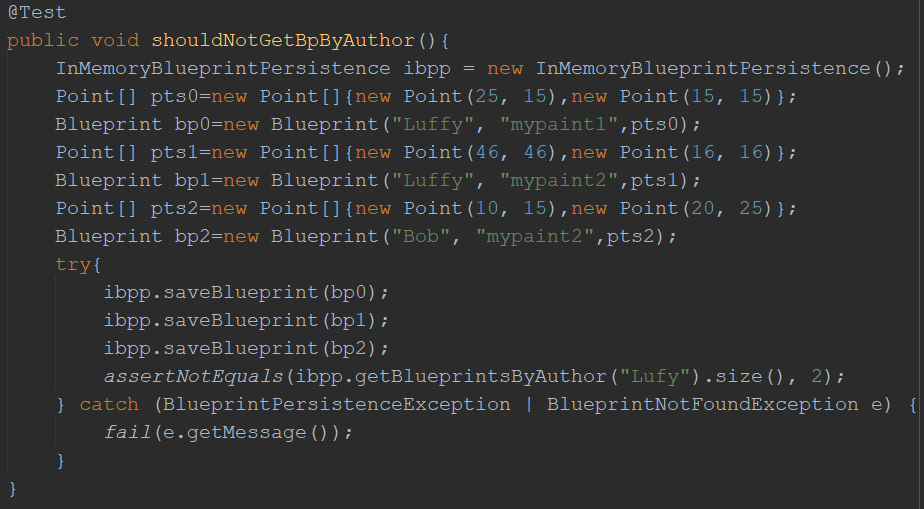 @Test
public void shouldNotGetBpByAuthor(){
    InMemoryBlueprintPersistence ibpp = new InMemoryBlueprintPersistence();
    Point[] pts0=new Point[]{new Point(25, 15),new Point(15, 15)};
    Blueprint bp0=new Blueprint("Luffy", "mypaint1",pts0);
    Point[] pts1=new Point[]{new Point(46, 46),new Point(16, 16)};
    Blueprint bp1=new Blueprint("Luffy", "mypaint2",pts1);
    Point[] pts2=new Point[]{new Point(10, 15),new Point(20, 25)};
    Blueprint bp2=new Blueprint("Bob", "mypaint2",pts2);
    try{
        ibpp.saveBlueprint(bp0);
        ibpp.saveBlueprint(bp1);
        ibpp.saveBlueprint(bp2);
        assertNotEquals(ibpp.getBlueprintsByAuthor("Lufy").size(), 2);
    } catch (BlueprintPersistenceException | BlueprintNotFoundException e) {
        fail(e.getMessage());
    }
}